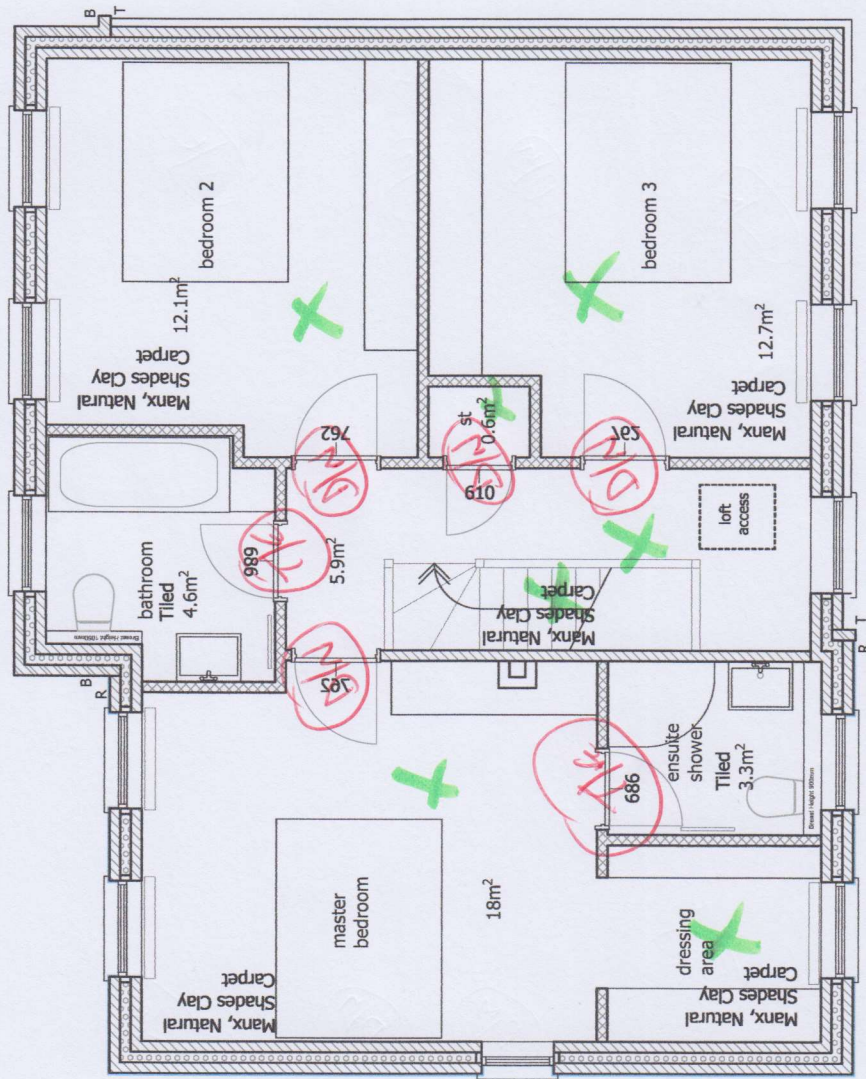 B
T
bedroom 2
12.1m²
Manx, Natural
Shades Clay
Carpet
bedroom 3
12.7m²
Manx, Natural
Shades Clay
Carpet
st
0.6m²
762
610
762
bathroom
Tiled
4.6m²
686
5.9m²
loft
access
Manx, Natural
Shades Clay
Carpet
B
R
762
T
R
ensuite
shower
Tiled
3.3m²
686
master
bedroom
18m²
Manx, Natural
Shades Clay
Carpet
dressing
area
Manx, Natural
Shades Clay
Carpet